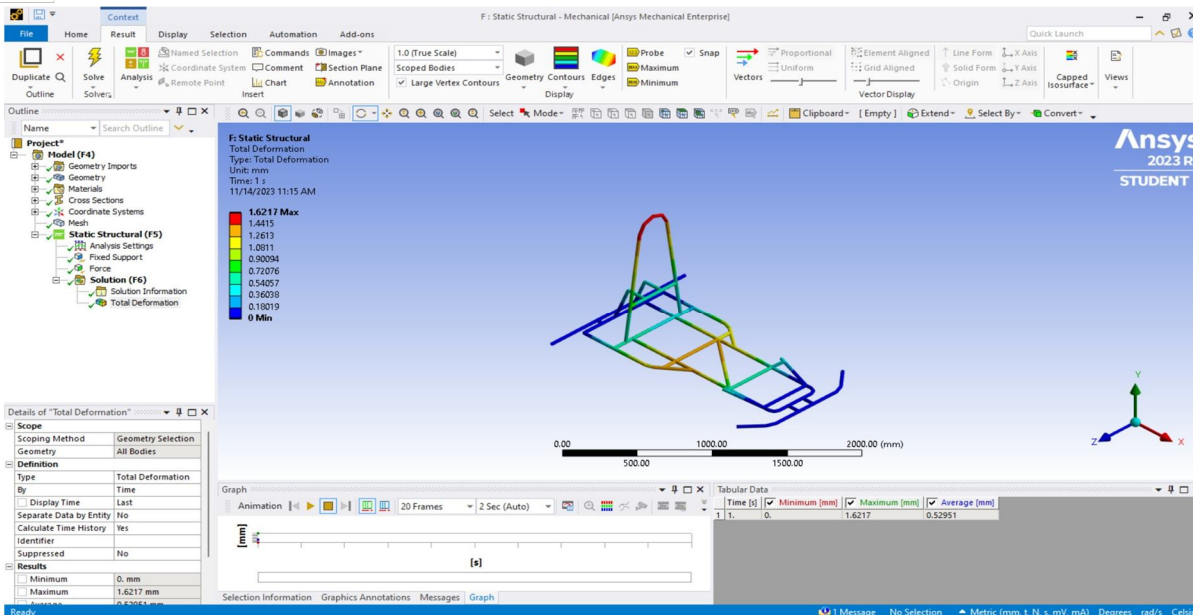 Context
F : Static Structural - Mechanical [Ansys Mechanical Enterprise]
File Home Result Display Selection Automation Add-ons
Quick Launch
Duplicate
Outline
Solve
Solvers
Analysis
Named Selection
Coordinate System
Remote Point
Commands
Comment
Chart
Images
Section Plane
Annotation
Insert
1.0 (True Scale)
Scoped Bodies
Large Vertex Contours
Geometry Contours Edges
Display
Probe
Maximum
Minimum
Snap
Vectors
Proportional
Uniform
Element Aligned
Grid Aligned
Line Form
Solid Form
Origin
X Axis
Y Axis
Z Axis
Vector Display
Capped
Isosurface
Views
Outline
Name Search Outline
Select Mode Clipboard [ Empty ] Extend Select By Convert
Project*
Model (F4)
Geometry Imports
Geometry
Materials
Cross Sections
Coordinate Systems
Mesh
Static Structural (F5)
Analysis Settings
Fixed Support
Force
Solution (F6)
Solution Information
Total Deformation
F: Static Structural
Total Deformation
Type: Total Deformation
Unit: mm
Time: 1 s
11/14/2023 11:15 AM
1.6217 Max
1.4415
1.2613
1.0811
0.90094
0.72076
0.54057
0.36038
0.18019
0 Min
Ansys
2023 R
STUDENT
0.00 1000.00 2000.00 (mm)
500.00 1500.00
Y
Z
X
Details of "Total Deformation"
Scope
Scoping Method Geometry Selection
Geometry All Bodies
Definition
Type Total Deformation
By Time
Display Time Last
Separate Data by Entity No
Calculate Time History Yes
Identifier
Suppressed No
Results
Minimum 0. mm
Maximum 1.6217 mm
Average 0.52951 mm
Graph
Animation 20 Frames 2 Sec (Auto)
[mm]
[s]
Selection Information Graphics Annotations Messages Graph
Tabular Data
Time [s] Minimum [mm] Maximum [mm] Average [mm]
1 1. 0. 1.6217 0.52951
Ready
1 Message No Selection Metric (mm, t, N, s, mV, mA) Degrees rad/s Celsi